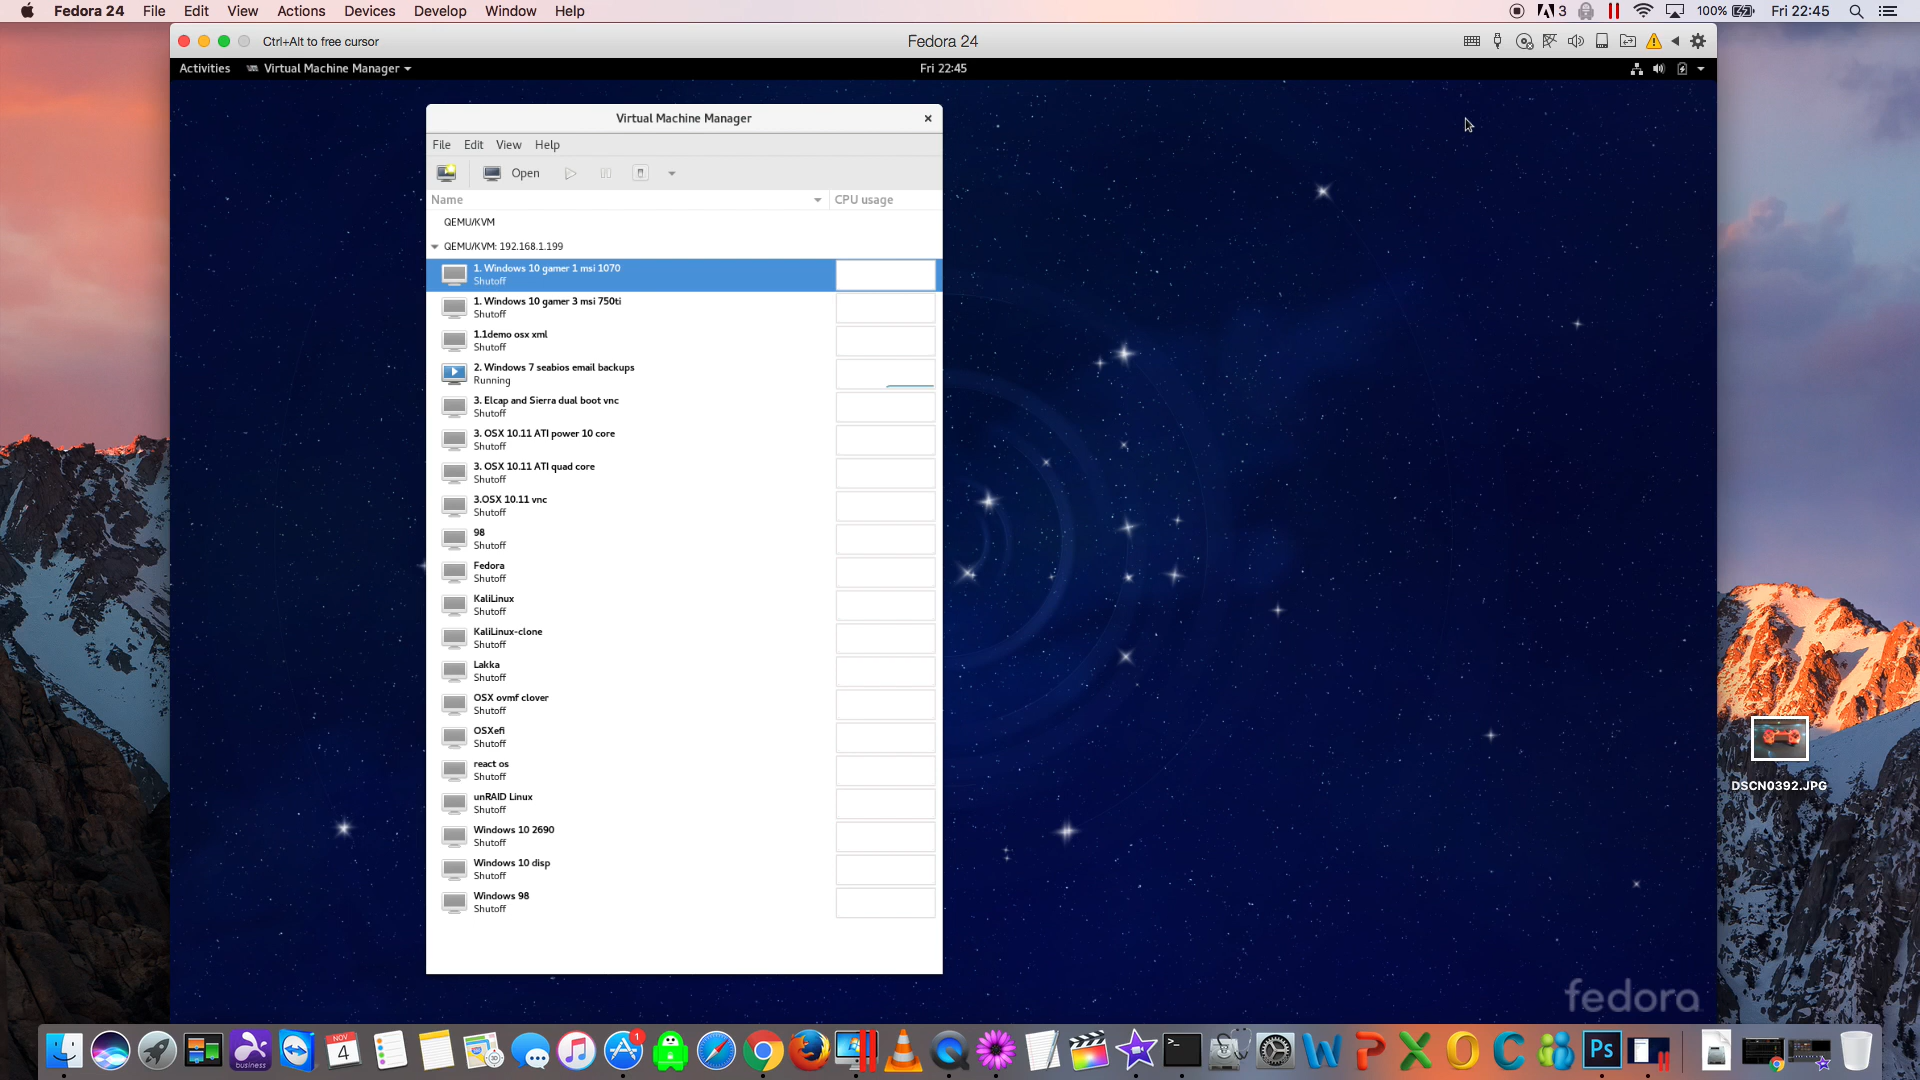 Fedora 24 File Edit View Actions Devices Develop Window Help 3 100% Fri 22:45
Ctrl+Alt to free cursor Fedora 24
Activities Virtual Machine Manager Fri 22:45
Virtual Machine Manager
File Edit View Help
Open
Name CPU usage
QEMU/KVM
QEMU/KVM: 192.168.1.199
1. Windows 10 gamer 1 msi 1070
Shutoff
1. Windows 10 gamer 3 msi 750ti
Shutoff
1.1demo osx xml
Shutoff
2. Windows 7 seabios email backups
Running
3. Elcap and Sierra dual boot vnc
Shutoff
3. OSX 10.11 ATI power 10 core
Shutoff
3. OSX 10.11 ATI quad core
Shutoff
3.OSX 10.11 vnc
Shutoff
98
Shutoff
Fedora
Shutoff
KaliLinux
Shutoff
KaliLinux-clone
Shutoff
Lakka
Shutoff
OSX ovmf clover
Shutoff
OSXefi
Shutoff
react os
Shutoff
unRAID Linux
Shutoff
Windows 10 2690
Shutoff
Windows 10 disp
Shutoff
Windows 98
Shutoff
DSCN0392.JPG
fedora
business
NOV
4
3D
1
Ps